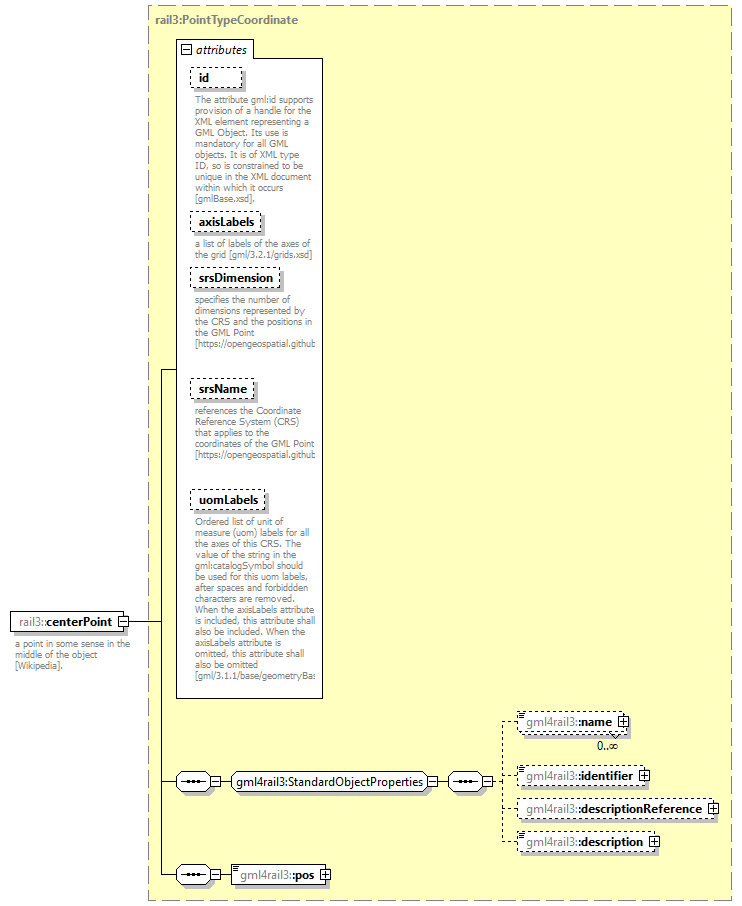 rail3:PointTypeCoordinate
attributes
id
The attribute gml:id supports
provision of a handle for the
XML element representing a
GML Object. Its use is
mandatory for all GML
objects. It is of XML type
ID, so is constrained to be
unique in the XML document
within which it occurs
[gmlBase.xsd].
axisLabels
a list of labels of the axes of
the grid [gml/3.2.1/grids.xsd]
srsDimension
specifies the number of
dimensions represented by
the CRS and the positions in
the GML Point
[https://opengeospatial.github
srsName
references the Coordinate
Reference System (CRS)
that applies to the
coordinates of the GML Point
[https://opengeospatial.github
uomLabels
Ordered list of unit of
measure (uom) labels for all
the axes of this CRS. The
value of the string in the
gml:catalogSymbol should
be used for this uom labels,
after spaces and forbiddden
characters are removed.
When the axisLabels attribute
is included, this attribute shall
also be included. When the
axisLabels attribute is
omitted, this attribute shall
also be omitted
[gml/3.1.1/base/geometryBas
rail3::centerPoint
a point in some sense in the
middle of the object
[Wikipedia].
gml4rail3::name
0..∞
gml4rail3:StandardObjectProperties
gml4rail3::identifier
gml4rail3::descriptionReference
gml4rail3::description
gml4rail3::pos